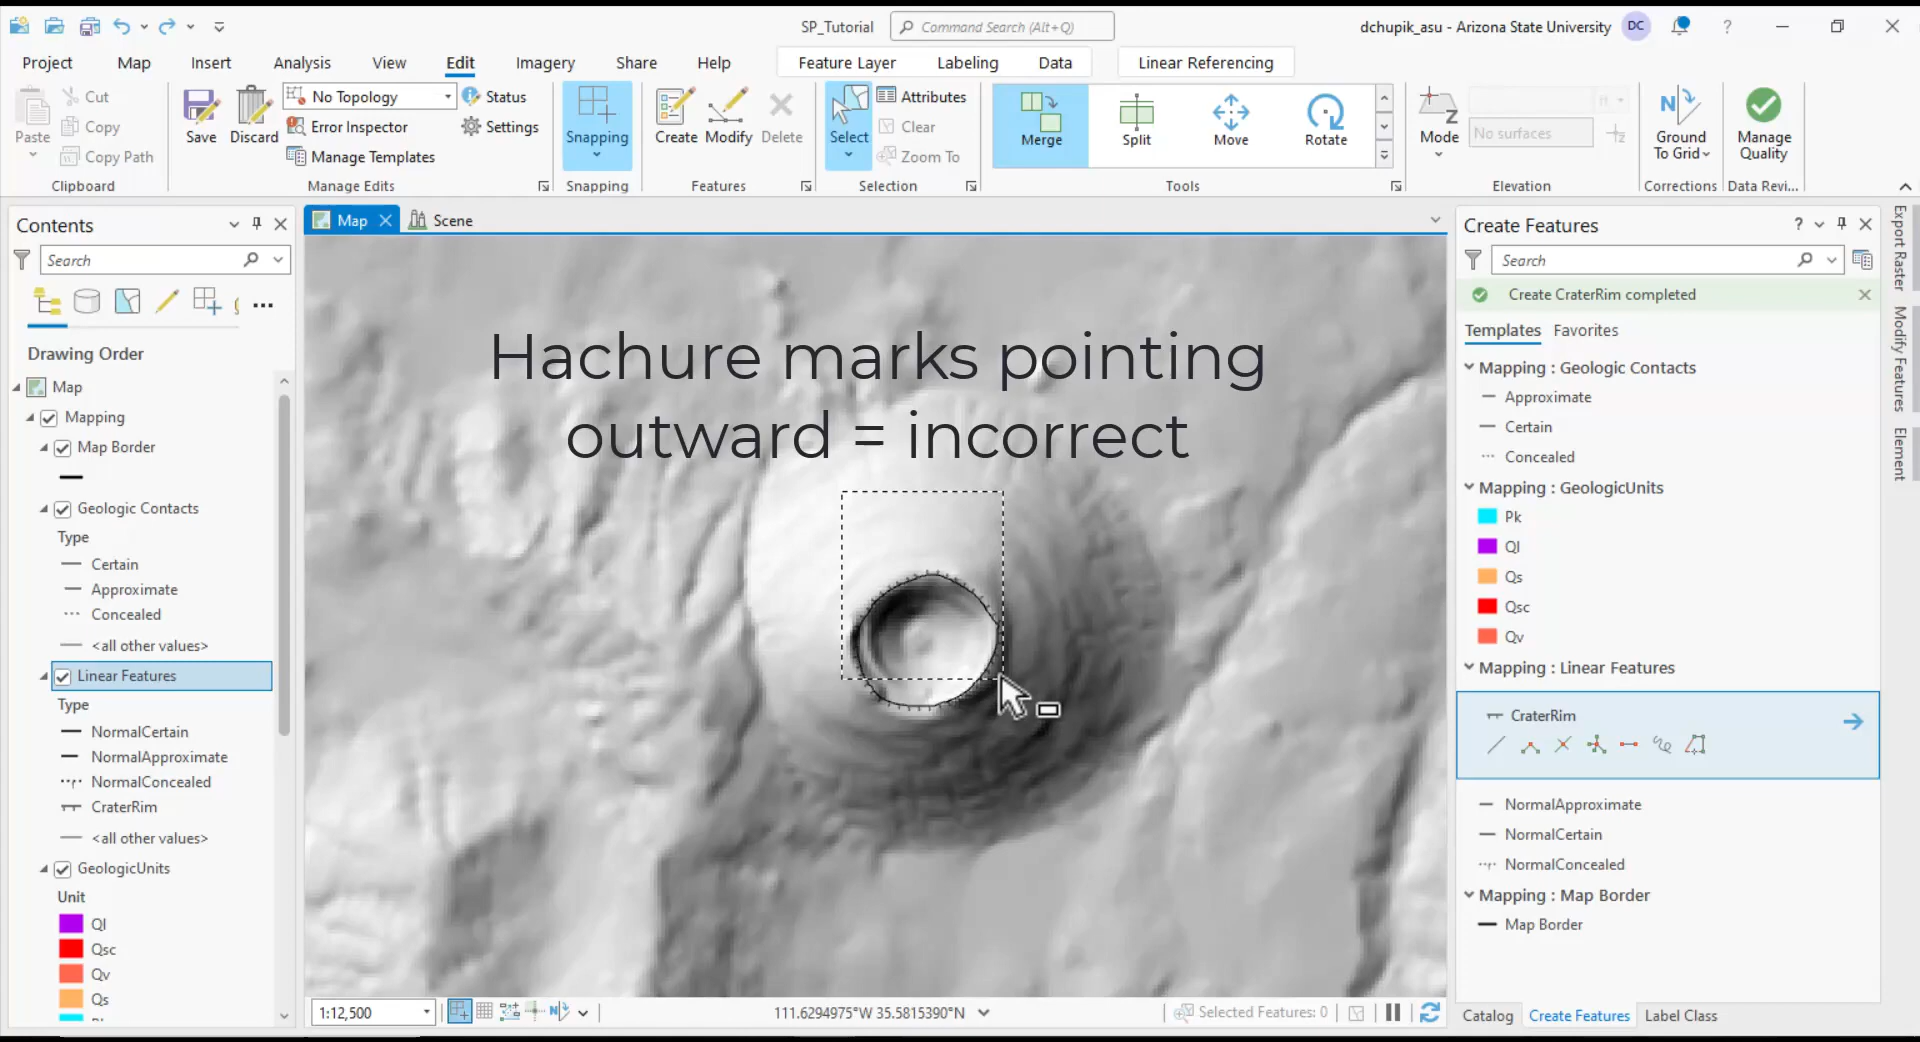 SP_Tutorial
Command Search (Alt+Q)
dchupik_asu - Arizona State University
DC
?
Project
Map
Insert
Analysis
View
Edit
Imagery
Share
Help
Feature Layer
Labeling
Data
Linear Referencing
Paste
Cut
Copy
Copy Path
Clipboard
Save
Discard
No Topology
Error Inspector
Manage Templates
Status
Settings
Manage Edits
Snapping
Snapping
Create
Modify
Delete
Features
Select
Attributes
Clear
Zoom To
Selection
Merge
Split
Move
Rotate
Tools
Mode
No surfaces
Elevation
Ground
To Grid
Corrections
Manage
Quality
Data Revi...
Contents
Search
Drawing Order
Map
Mapping
Map Border
Geologic Contacts
Type
Certain
Approximate
Concealed
<all other values>
Linear Features
Type
NormalCertain
NormalApproximate
NormalConcealed
CraterRim
<all other values>
GeologicUnits
Unit
Ql
Qsc
Qv
Qs
Map
Scene
Hachure marks pointing
outward = incorrect
1:12,500
111.6294975°W 35.5815390°N
Selected Features: 0
Create Features
?
Search
Create CraterRim completed
Templates
Favorites
Mapping : Geologic Contacts
Approximate
Certain
Concealed
Mapping : GeologicUnits
Pk
Ql
Qs
Qsc
Qv
Mapping : Linear Features
CraterRim
NormalApproximate
NormalCertain
NormalConcealed
Mapping : Map Border
Map Border
Catalog
Create Features
Label Class
Export Raster
Modify Features
Element